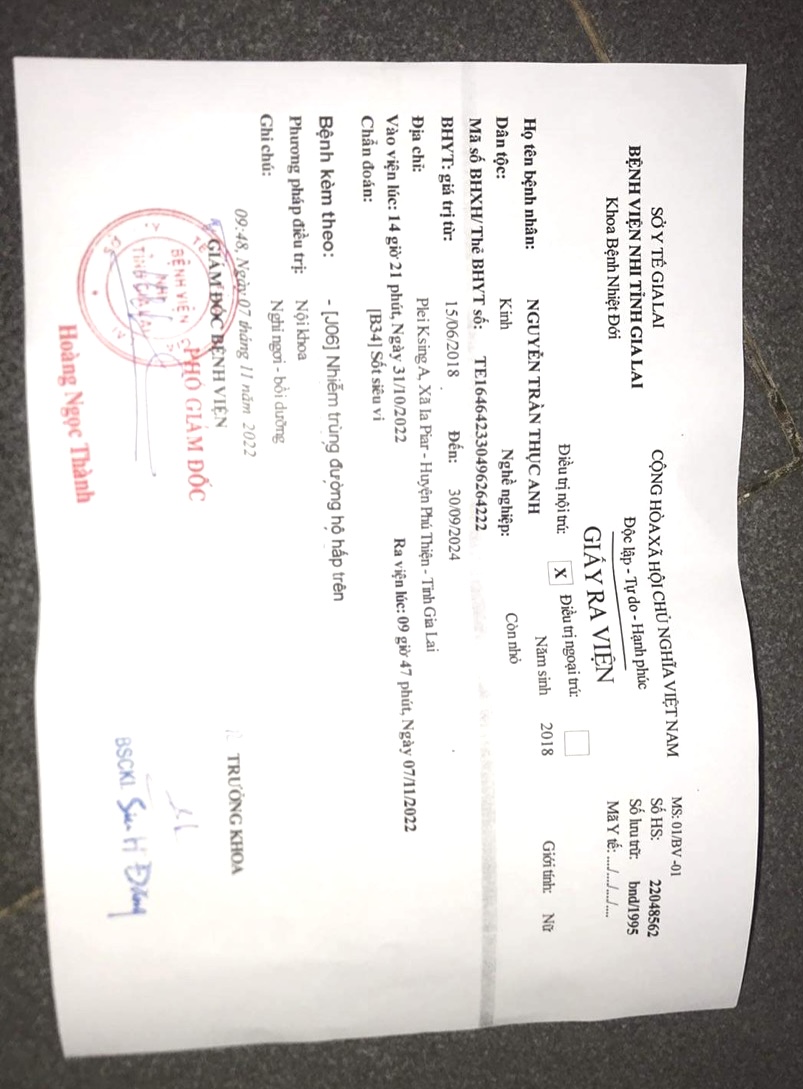 SỞ Y TẾ GIA LAI
BỆNH VIỆN NHI TỈNH GIA LAI
Khoa Bệnh Nhiệt Đới
CỘNG HÒA XÃ HỘI CHỦ NGHĨA VIỆT NAM
Độc lập - Tự do - Hạnh phúc
MS: 01/BV -01
Số HS: 22048562
Số lưu trữ: bnd/1995
Mã Y tế: ..../..../..../....
GIẤY RA VIỆN
Điều trị nội trú: X Điều trị ngoại trú:
Họ tên bệnh nhân: NGUYỄN TRẦN THỤC ANH Năm sinh 2018 Giới tính: Nữ
Dân tộc: Kinh Nghề nghiệp: Còn nhỏ
Mã số BHXH/Thẻ BHYT số: TE1646423304962642​22
BHYT: giá trị từ: 15/06/2018 Đến: 30/09/2024
Địa chỉ: Plei Ksing A, Xã Ia Piar - Huyện Phú Thiện - Tỉnh Gia Lai
Vào viện lúc: 14 giờ 21 phút, Ngày 31/10/2022 Ra viện lúc: 09 giờ 47 phút, Ngày 07/11/2022
Chẩn đoán: [B34] Sốt siêu vi
Bệnh kèm theo: - [J06] Nhiễm trùng đường hô hấp trên
Phương pháp điều trị: Nội khoa
Ghi chú: Nghỉ ngơi - bồi dưỡng
09:48, Ngày 07 tháng 11 năm 2022
GIÁM ĐỐC BỆNH VIỆN
TRƯỞNG KHOA
PHÓ GIÁM ĐỐC
BỆNH VIỆN
Hoàng Ngọc Thành
BSCKI.